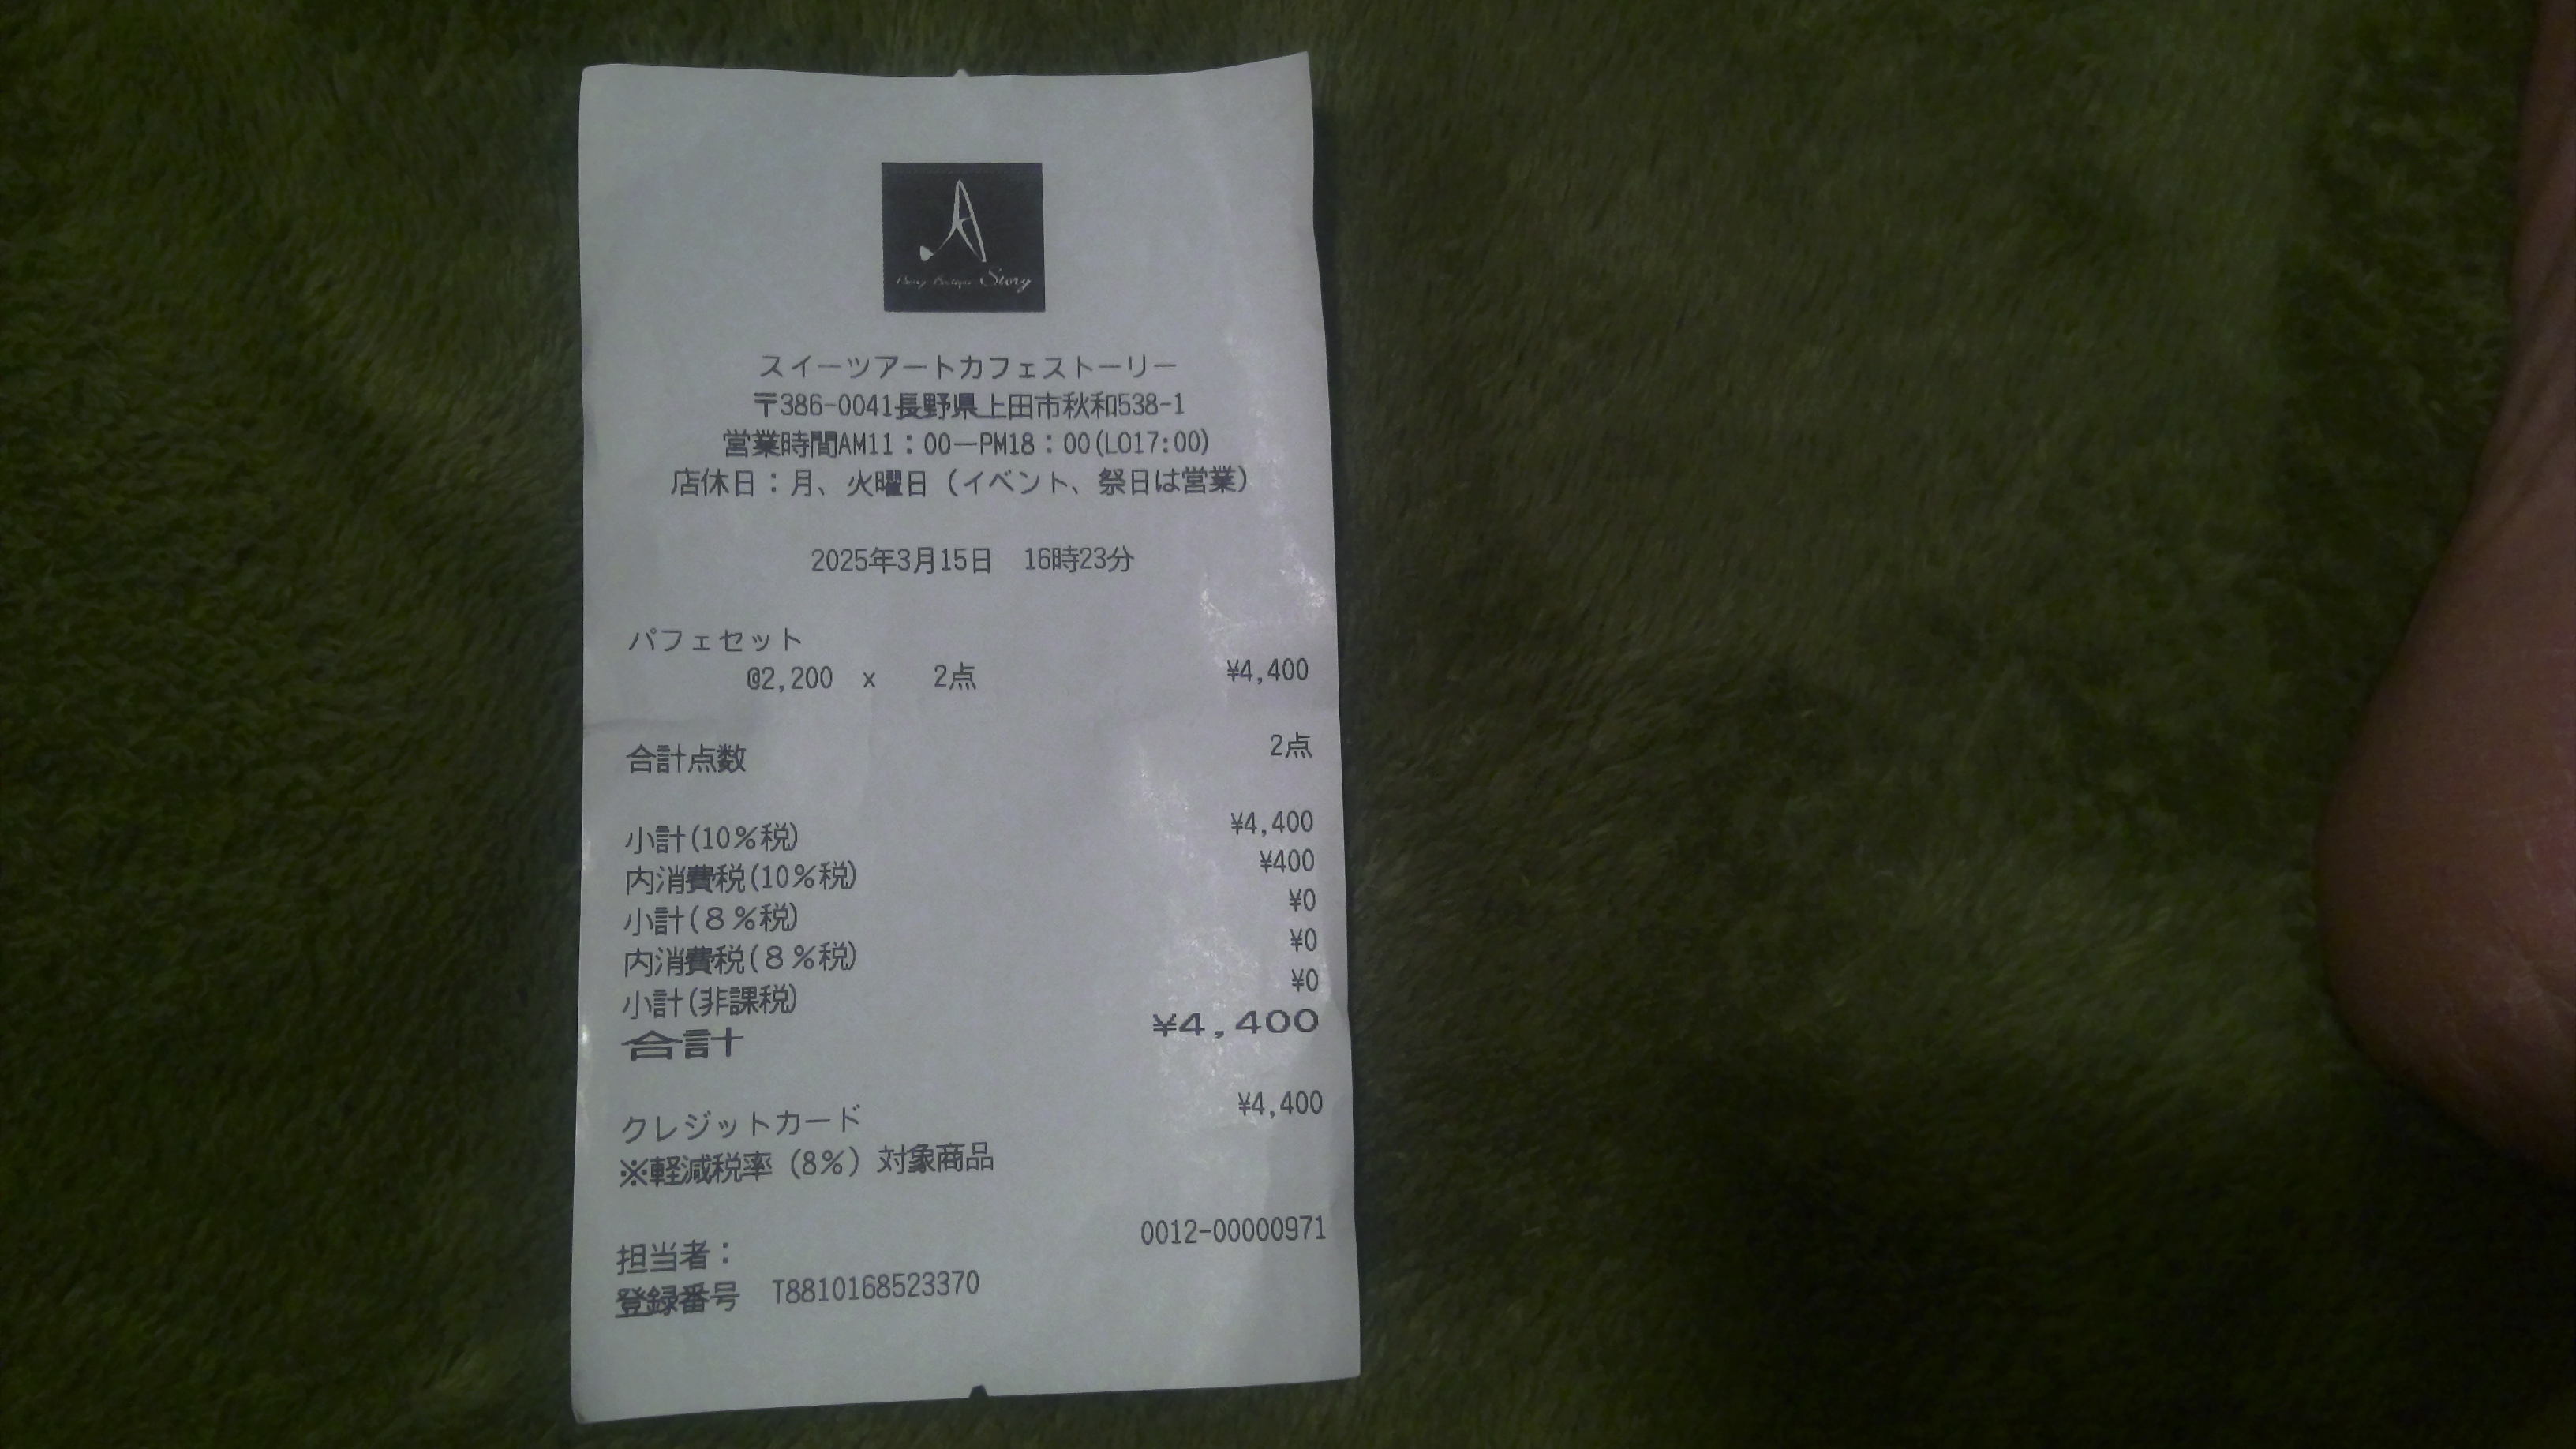 Story
スイーツアートカフェストーリー
〒386-0041長野県上田市秋和538-1
営業時間AM11：00―PM18：00(LO17:00)
店休日：月、火曜日（イベント、祭日は営業）
2025年3月15日　16時23分
パフェセット
@2,200 x 2点 ¥4,400
合計点数 2点
小計(10%税) ¥4,400
内消費税(10%税) ¥400
小計(８%税) ¥0
内消費税(８%税) ¥0
小計(非課税) ¥0
合計 ¥4,400
クレジットカード ¥4,400
※軽減税率（8%）対象商品
0012-00000971
担当者：
登録番号 T8810168523370